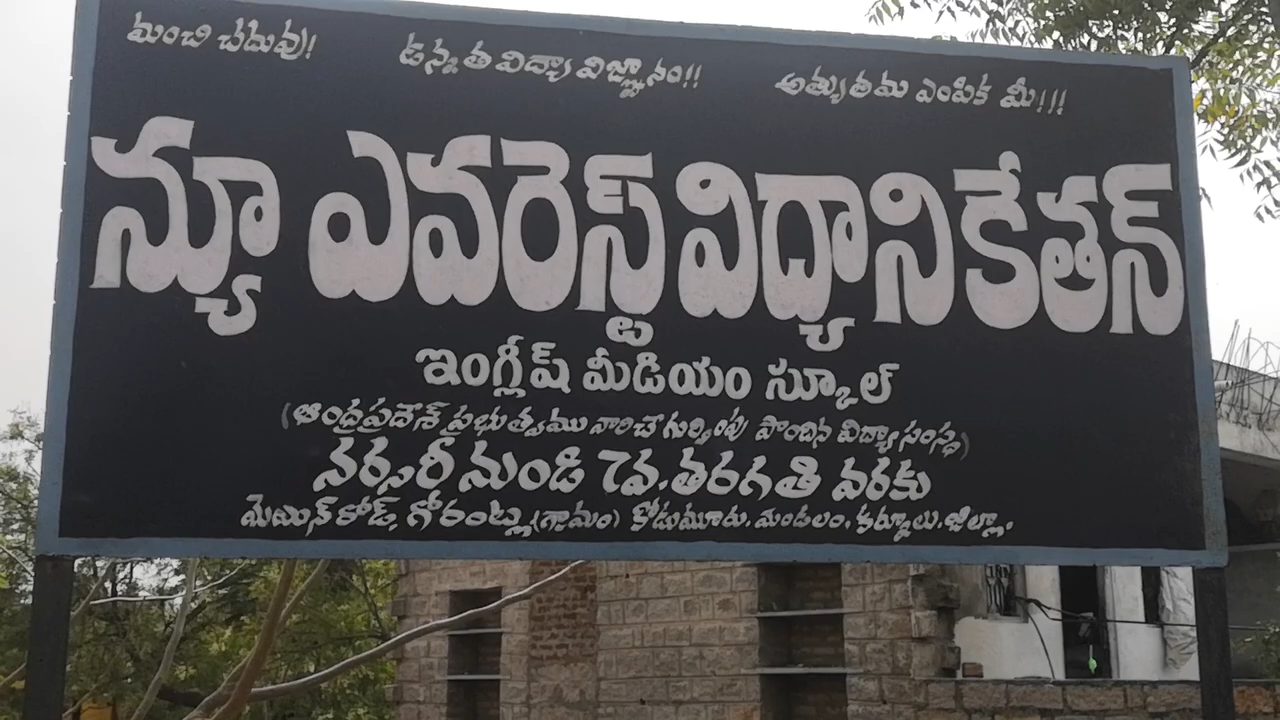 మంచి చదువు! ఉన్నత విద్యా విజ్ఞానం!! అత్యుతమ ఎంపిక మీ!!!
న్యూ ఎవరెస్ట్ విద్యానికేతన్
ఇంగ్లీష్ మీడియం స్కూల్
(ఆంధ్రప్రదేశ్ ప్రభుత్వము వారిచే గుర్తింపు పొందిన విద్యాసంస్థ)
నర్సరీ నుండి 7వ.తరగతి వరకు
మెయిన్ రోడ్, గోరంట్ల(గ్రామం) కోడుమూరు. మండలం. కర్నూలు. జిల్లా.